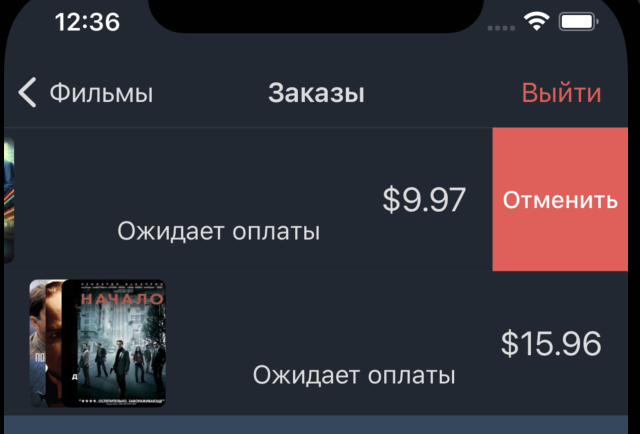 12:36
Фильмы
Заказы
Выйти
$9.97
Отменить
Ожидает оплаты
НАЧАЛО
$15.96
Ожидает оплаты